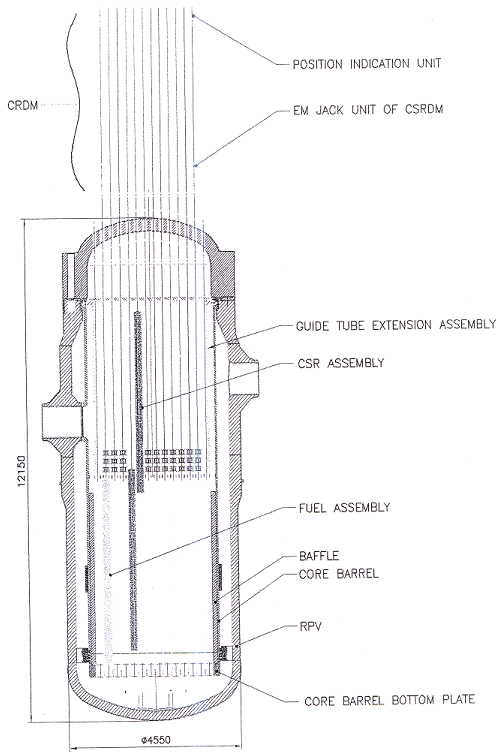 POSITION INDICATION UNIT
CRDM
EM JACK UNIT OF CSRDM
GUIDE TUBE EXTENSION ASSEMBLY
CSR ASSEMBLY
12150
FUEL ASSEMBLY
BAFFLE
CORE BARREL
RPV
CORE BARREL BOTTOM PLATE
Ø4550